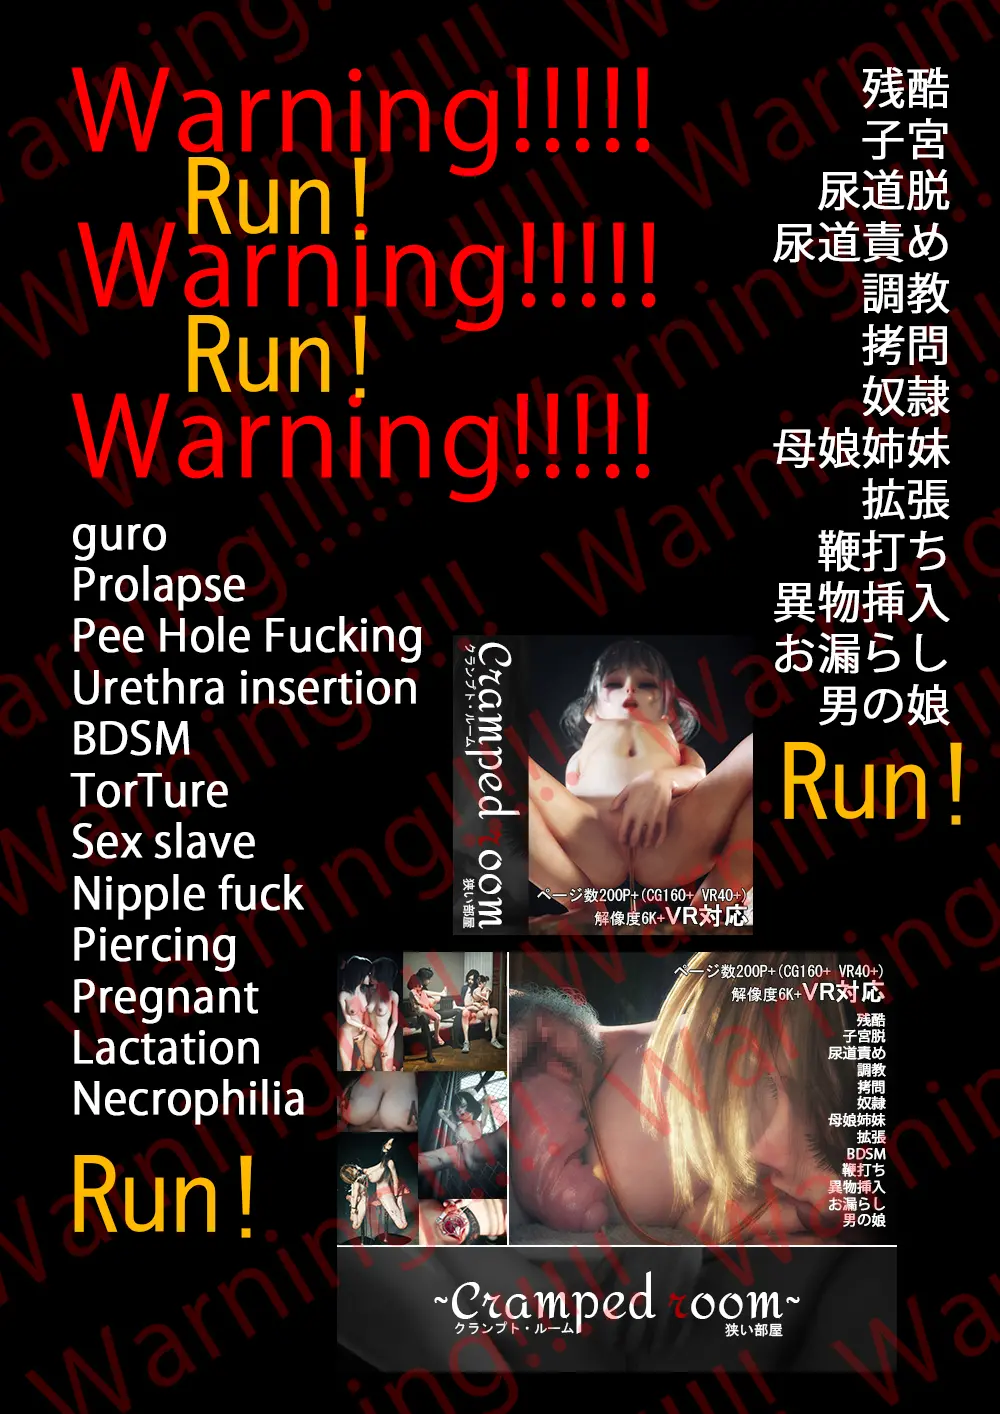 Warning!!!!!
Run!
Warning!!!!!
Run!
Warning!!!!!
guro
Prolapse
Pee Hole Fucking
Urethra insertion
BDSM
TorTure
Sex slave
Nipple fuck
Piercing
Pregnant
Lactation
Necrophilia
Run!
残酷
子宮
尿道脱
尿道責め
調教
拷問
奴隷
母娘姉妹
拡張
鞭打ち
異物挿入
お漏らし
男の娘
Run!
Cramped room
クランプト・ルーム
狭い部屋
ページ数200P+(CG160+ VR40+)
解像度6K+VR対応
ページ数200P+(CG160+ VR40+)
解像度6K+VR対応
残酷
子宮脱
尿道責め
調教
拷問
奴隷
母娘姉妹
拡張
BDSM
鞭打ち
異物挿入
お漏らし
男の娘
~Cramped room~
クランプト・ルーム
狭い部屋